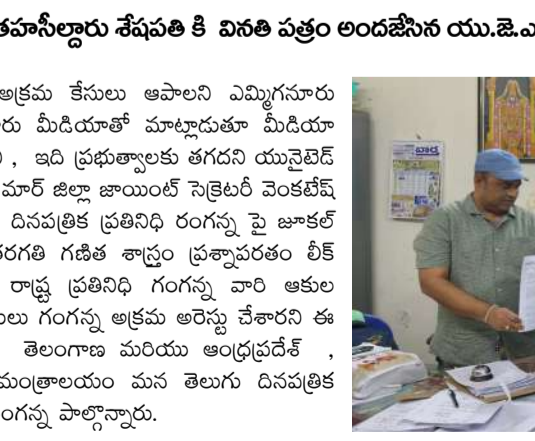 తహసీల్దారు శేషపతి కి వినతి పత్రం అందజేసిన యు.జె.ఎ
అక్రమ కేసులు ఆపాలని ఎమ్మిగనూరు
రు మీడియాతో మాట్లాడుతూ మీడియా
, ఇది ప్రభుత్వాలకు తగదని యునైటెడ్
మార్ జిల్లా జాయింట్ సెక్రెటరీ వెంకటేష్
దినపత్రిక ప్రతినిధి రంగన్న పై జూకల్
రగతి గణిత శాస్త్రం ప్రశ్నాపరతం లీక్
రాష్ట్ర ప్రతినిధి గంగన్న వారి ఆకుల
లు గంగన్న అక్రమ అరెస్టు చేశారని ఈ
తెలంగాణ మరియు ఆంధ్రప్రదేశ్ ,
మంత్రాలయం మన తెలుగు దినపత్రిక
ంగన్న పాల్గొన్నారు.
వార్త